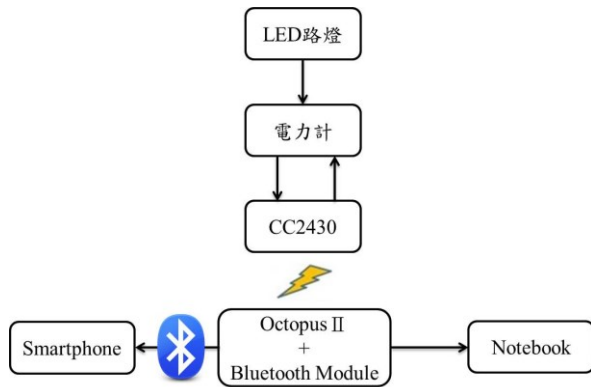 LED路燈
電力計
CC2430
Smartphone
Octopus Ⅱ
+
Bluetooth Module
Notebook